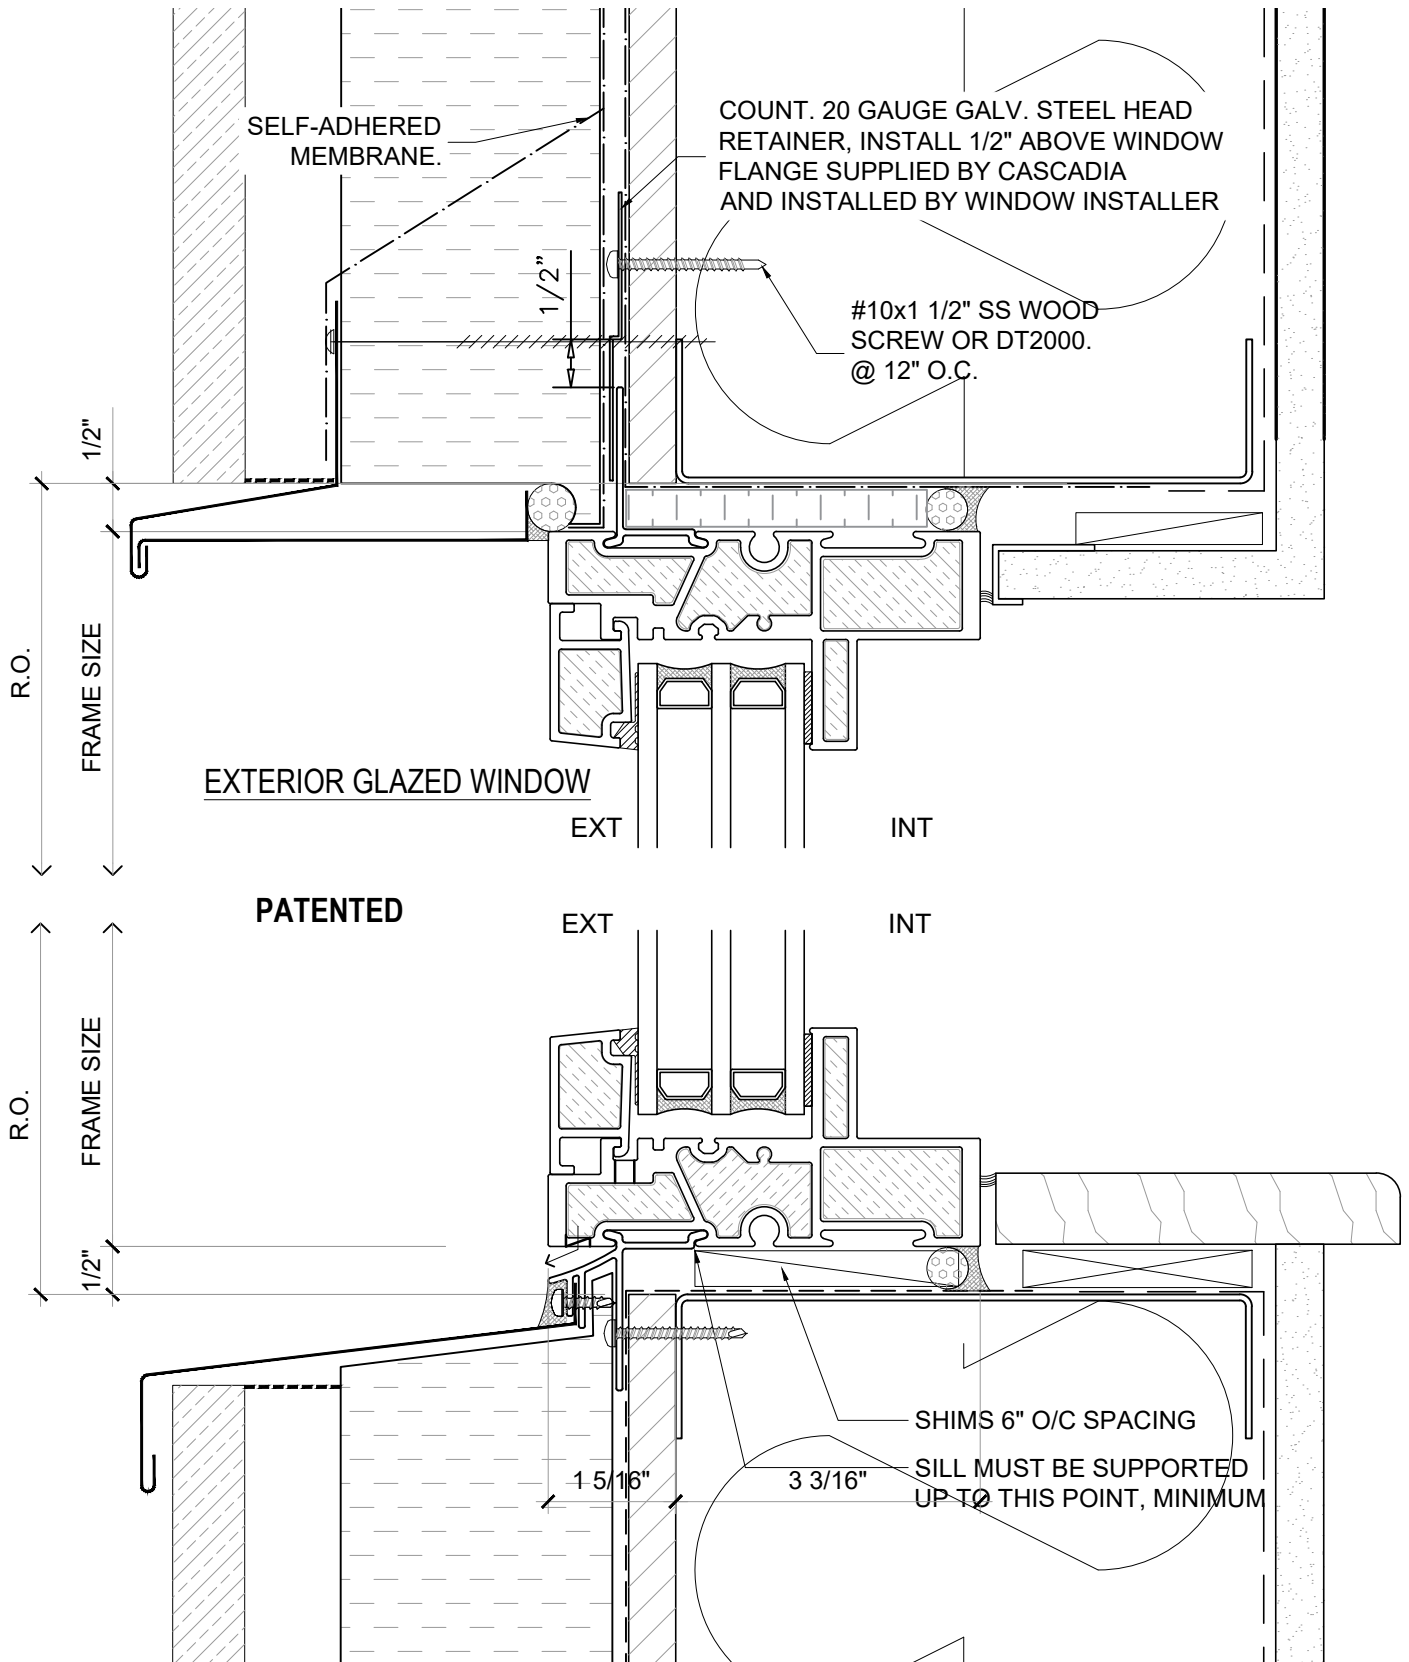 SELF-ADHERED
MEMBRANE.
COUNT. 20 GAUGE GALV. STEEL HEAD
RETAINER, INSTALL 1/2" ABOVE WINDOW
FLANGE SUPPLIED BY CASCADIA
AND INSTALLED BY WINDOW INSTALLER
1/2"
#10x1 1/2" SS WOOD
SCREW OR DT2000.
@ 12" O.C.
1/2"
R.O.
FRAME SIZE
EXTERIOR GLAZED WINDOW
EXT
INT
PATENTED
EXT
INT
R.O.
FRAME SIZE
1/2"
SHIMS 6" O/C SPACING
SILL MUST BE SUPPORTED
UP TO THIS POINT, MINIMUM
1 5/16"
3 3/16"